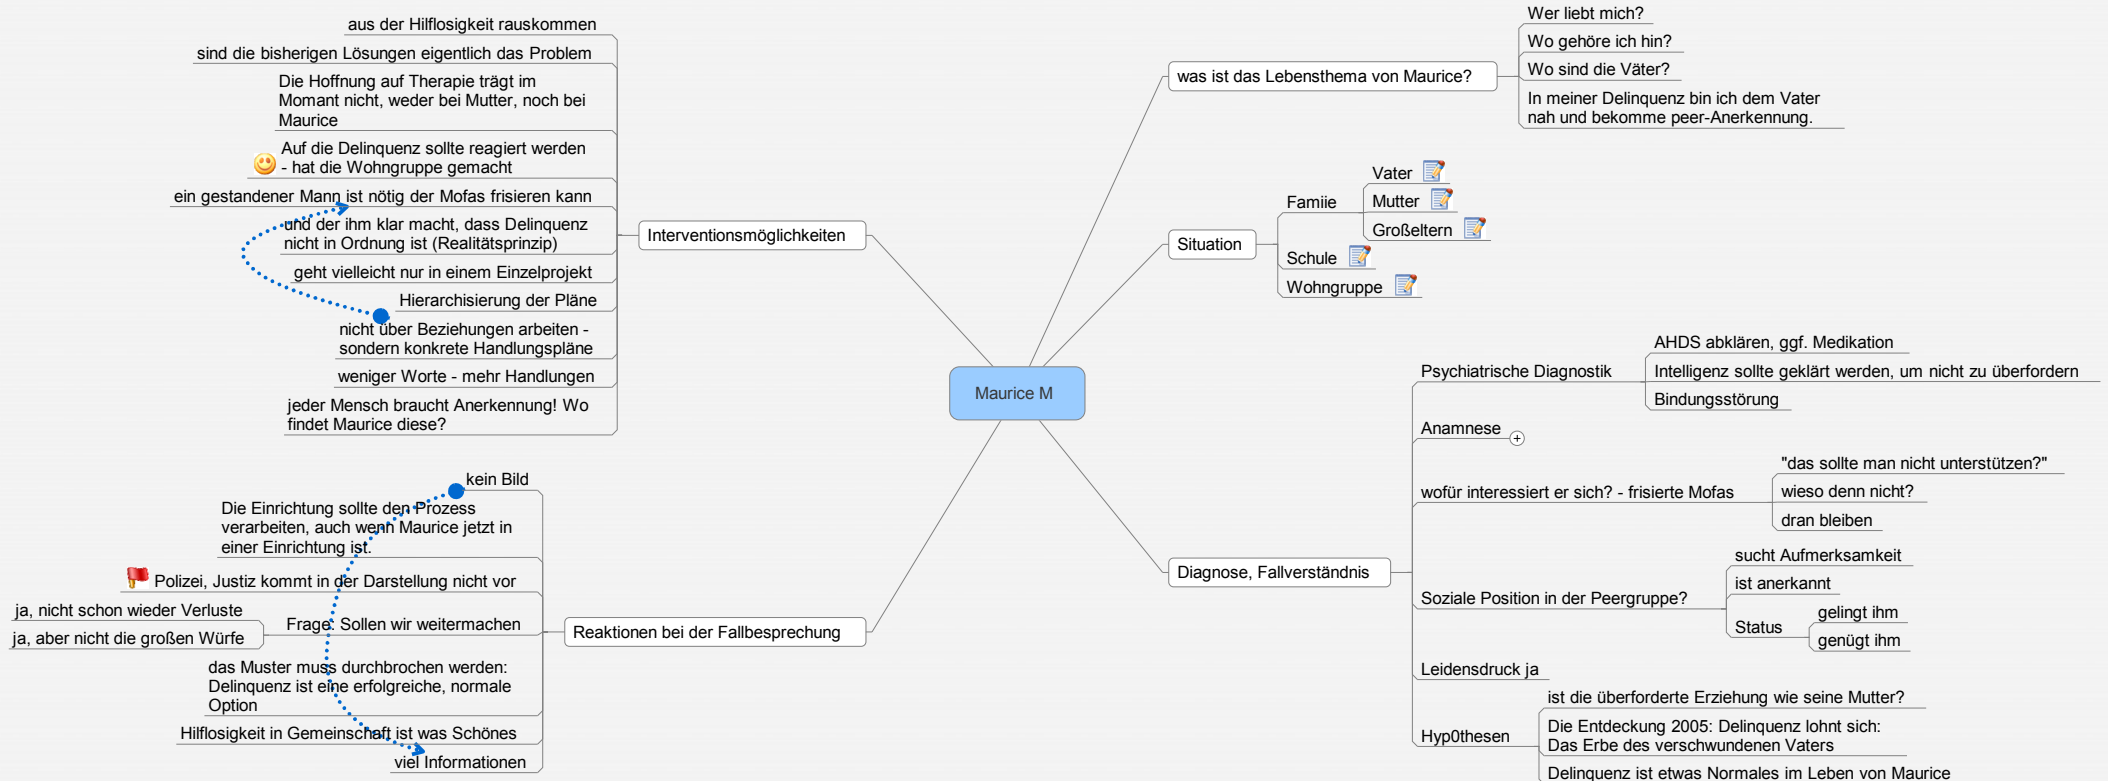 aus der Hilflosigkeit rauskommen
sind die bisherigen Lösungen eigentlich das Problem
Die Hoffnung auf Therapie trägt im
Momant nicht, weder bei Mutter, noch bei
Maurice
Auf die Delinquenz sollte reagiert werden
- hat die Wohngruppe gemacht
ein gestandener Mann ist nötig der Mofas frisieren kann
und der ihm klar macht, dass Delinquenz
nicht in Ordnung ist (Realitätsprinzip)
geht vielleicht nur in einem Einzelprojekt
Hierarchisierung der Pläne
nicht über Beziehungen arbeiten -
sondern konkrete Handlungspläne
weniger Worte - mehr Handlungen
jeder Mensch braucht Anerkennung! Wo
findet Maurice diese?
Interventionsmöglichkeiten
kein Bild
Die Einrichtung sollte den Prozess
verarbeiten, auch wenn Maurice jetzt in
einer Einrichtung ist.
Polizei, Justiz kommt in der Darstellung nicht vor
ja, nicht schon wieder Verluste
ja, aber nicht die großen Würfe
Frage: Sollen wir weitermachen
das Muster muss durchbrochen werden:
Delinquenz ist eine erfolgreiche, normale
Option
Hilflosigkeit in Gemeinschaft ist was Schönes
viel Informationen
Reaktionen bei der Fallbesprechung
Maurice M
was ist das Lebensthema von Maurice?
Wer liebt mich?
Wo gehöre ich hin?
Wo sind die Väter?
In meiner Delinquenz bin ich dem Vater
nah und bekomme peer-Anerkennung.
Situation
Famiie
Vater
Mutter
Großeltern
Schule
Wohngruppe
Diagnose, Fallverständnis
Psychiatrische Diagnostik
AHDS abklären, ggf. Medikation
Intelligenz sollte geklärt werden, um nicht zu überfordern
Bindungsstörung
Anamnese
wofür interessiert er sich? - frisierte Mofas
"das sollte man nicht unterstützen?"
wieso denn nicht?
dran bleiben
Soziale Position in der Peergruppe?
sucht Aufmerksamkeit
ist anerkannt
Status
gelingt ihm
genügt ihm
Leidensdruck ja
Hyp0thesen
ist die überforderte Erziehung wie seine Mutter?
Die Entdeckung 2005: Delinquenz lohnt sich:
Das Erbe des verschwundenen Vaters
Delinquenz ist etwas Normales im Leben von Maurice